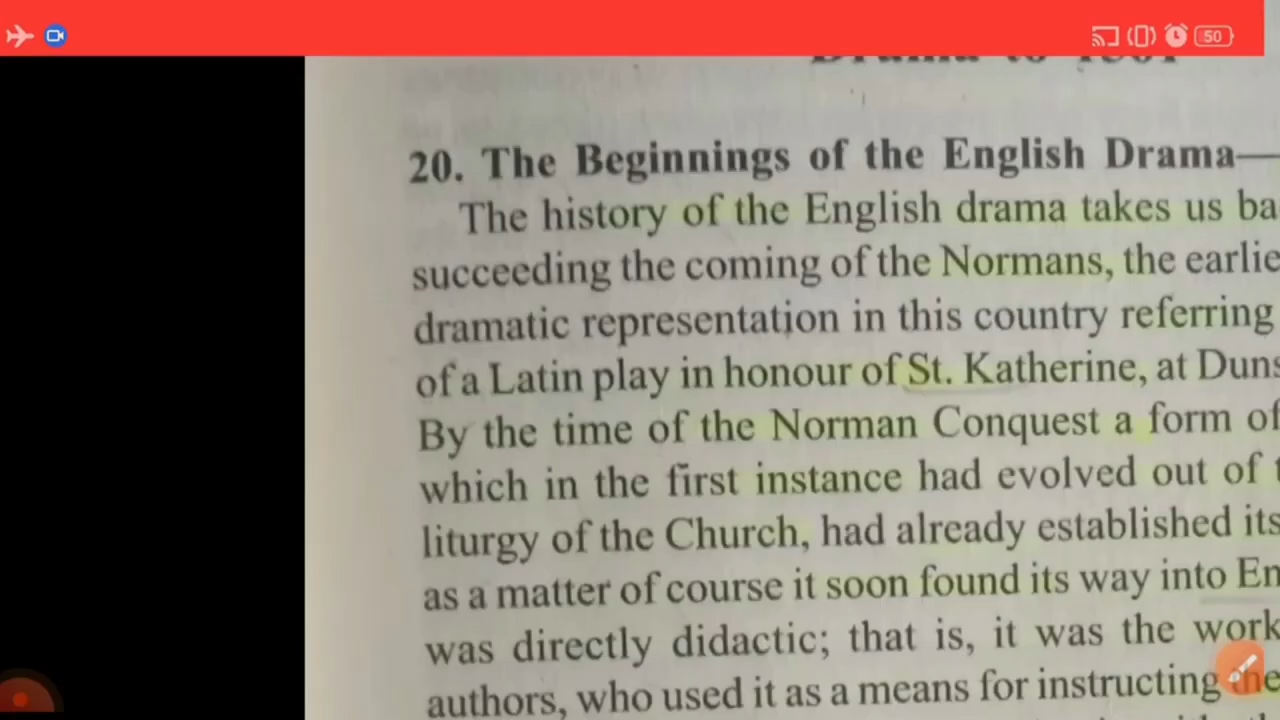 50
20. The Beginnings of the English Drama—
The history of the English drama takes us ba
succeeding the coming of the Normans, the earlie
dramatic representation in this country referring
of a Latin play in honour of St. Katherine, at Duns
By the time of the Norman Conquest a form of
which in the first instance had evolved out of t
liturgy of the Church, had already established its
as a matter of course it soon found its way into En
was directly didactic; that is, it was the work
authors, who used it as a means for instructing the